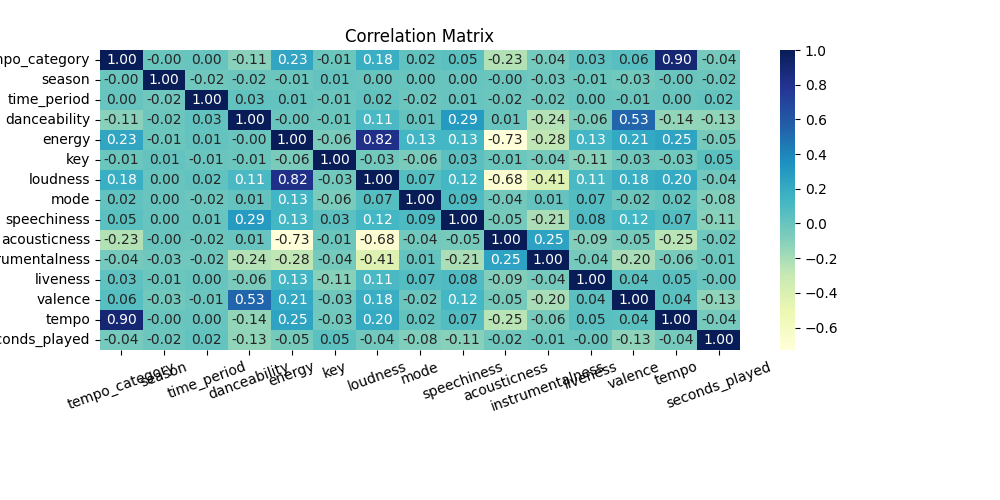 Correlation Matrix
mpo_category 1.00 -0.00 0.00 -0.11 0.23 -0.01 0.18 0.02 0.05 -0.23 -0.04 0.03 0.06 0.90 -0.04
season -0.00 1.00 -0.02 -0.02 -0.01 0.01 0.00 0.00 0.00 -0.00 -0.03 -0.01 -0.03 -0.00 -0.02
time_period 0.00 -0.02 1.00 0.03 0.01 -0.01 0.02 -0.02 0.01 -0.02 -0.02 0.00 -0.01 0.00 0.02
danceability -0.11 -0.02 0.03 1.00 -0.00 -0.01 0.11 0.01 0.29 0.01 -0.24 -0.06 0.53 -0.14 -0.13
energy 0.23 -0.01 0.01 -0.00 1.00 -0.06 0.82 0.13 0.13 -0.73 -0.28 0.13 0.21 0.25 -0.05
key -0.01 0.01 -0.01 -0.01 -0.06 1.00 -0.03 -0.06 0.03 -0.01 -0.04 -0.11 -0.03 -0.03 0.05
loudness 0.18 0.00 0.02 0.11 0.82 -0.03 1.00 0.07 0.12 -0.68 -0.41 0.11 0.18 0.20 -0.04
mode 0.02 0.00 -0.02 0.01 0.13 -0.06 0.07 1.00 0.09 -0.04 0.01 0.07 -0.02 0.02 -0.08
speechiness 0.05 0.00 0.01 0.29 0.13 0.03 0.12 0.09 1.00 -0.05 -0.21 0.08 0.12 0.07 -0.11
acousticness -0.23 -0.00 -0.02 0.01 -0.73 -0.01 -0.68 -0.04 -0.05 1.00 0.25 -0.09 -0.05 -0.25 -0.02
rumentalness -0.04 -0.03 -0.02 -0.24 -0.28 -0.04 -0.41 0.01 -0.21 0.25 1.00 -0.04 -0.20 -0.06 -0.01
liveness 0.03 -0.01 0.00 -0.06 0.13 -0.11 0.11 0.07 0.08 -0.09 -0.04 1.00 0.04 0.05 -0.00
valence 0.06 -0.03 -0.01 0.53 0.21 -0.03 0.18 -0.02 0.12 -0.05 -0.20 0.04 1.00 0.04 -0.13
tempo 0.90 -0.00 0.00 -0.14 0.25 -0.03 0.20 0.02 0.07 -0.25 -0.06 0.05 0.04 1.00 -0.04
conds_played -0.04 -0.02 0.02 -0.13 -0.05 0.05 -0.04 -0.08 -0.11 -0.02 -0.01 -0.00 -0.13 -0.04 1.00
tempo_category
season
time_period
danceability
energy
key
loudness
mode
speechiness
acousticness
instrumentalness
liveness
valence
tempo
seconds_played
1.0
0.8
0.6
0.4
0.2
0.0
−0.2
−0.4
−0.6